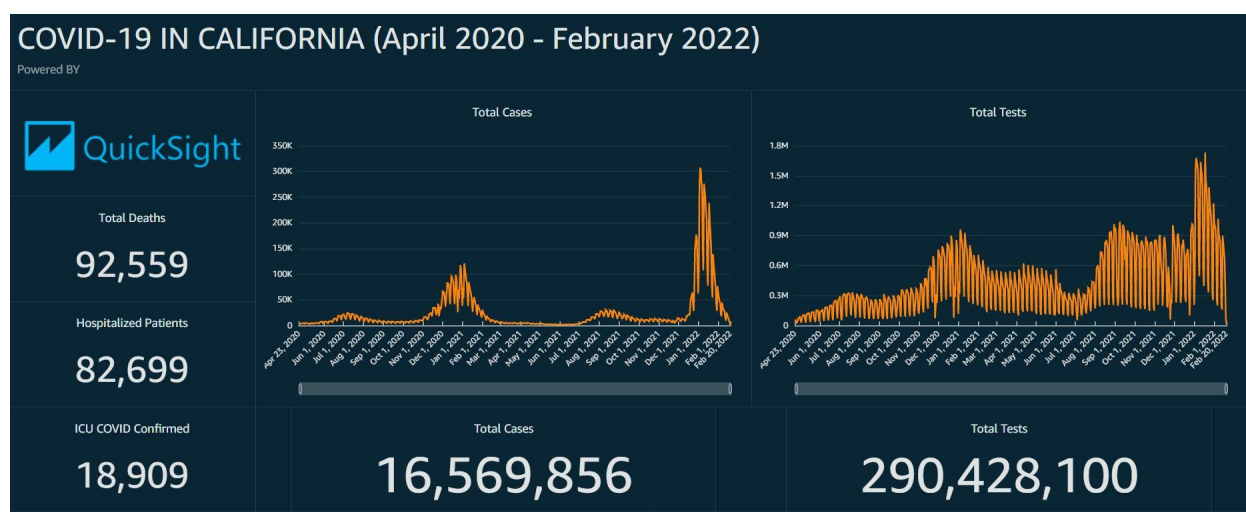 COVID-19 IN CALIFORNIA (April 2020 - February 2022)
Powered BY
QuickSight
Total Deaths
92,559
Hospitalized Patients
82,699
ICU COVID Confirmed
18,909
Total Cases
350K
300K
250K
200K
150K
100K
50K
0
Apr 23, 2020
Jun 1, 2020
Jul 1, 2020
Aug 1, 2020
Sep 1, 2020
Oct 1, 2020
Nov 1, 2020
Dec 1, 2020
Jan 1, 2021
Feb 1, 2021
Mar 1, 2021
Apr 1, 2021
May 1, 2021
Jun 1, 2021
Jul 1, 2021
Aug 1, 2021
Sep 1, 2021
Oct 1, 2021
Nov 1, 2021
Dec 1, 2021
Jan 1, 2022
Feb 1, 2022
Feb 20, 2022
Total Cases
16,569,856
Total Tests
1.8M
1.5M
1.2M
0.9M
0.6M
0.3M
0
Apr 23, 2020
Jun 1, 2020
Jul 1, 2020
Aug 1, 2020
Sep 1, 2020
Oct 1, 2020
Nov 1, 2020
Dec 1, 2020
Jan 1, 2021
Feb 1, 2021
Mar 1, 2021
Apr 1, 2021
May 1, 2021
Jun 1, 2021
Jul 1, 2021
Aug 1, 2021
Sep 1, 2021
Oct 1, 2021
Nov 1, 2021
Dec 1, 2021
Jan 1, 2022
Feb 1, 2022
Feb 20, 2022
Total Tests
290,428,100